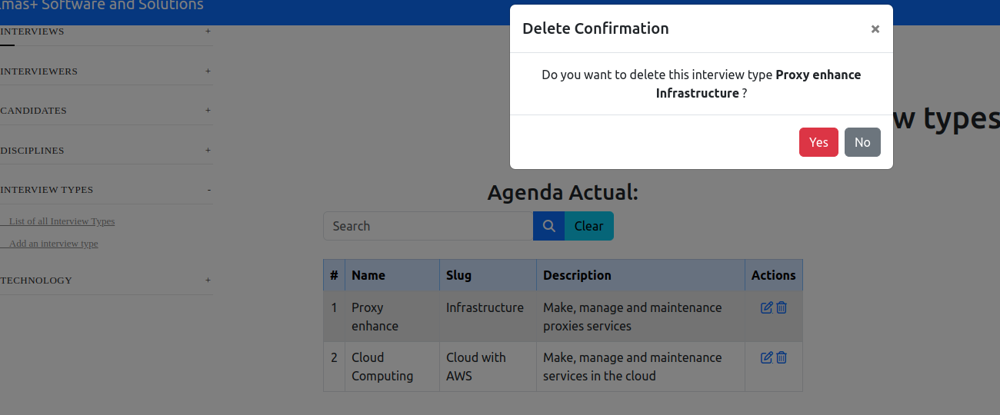 lmas+ Software and Solutions
Delete Confirmation ×
Do you want to delete this interview type Proxy enhance
Infrastructure ?
Yes No
INTERVIEWS +
INTERVIEWERS +
CANDIDATES +
DISCIPLINES +
INTERVIEW TYPES -
List of all Interview Types
Add an interview type
TECHNOLOGY +
w types
Agenda Actual:
Search Clear
# Name Slug Description Actions
1 Proxy enhance Infrastructure Make, manage and maintenance proxies services
2 Cloud Computing Cloud with AWS Make, manage and maintenance services in the cloud